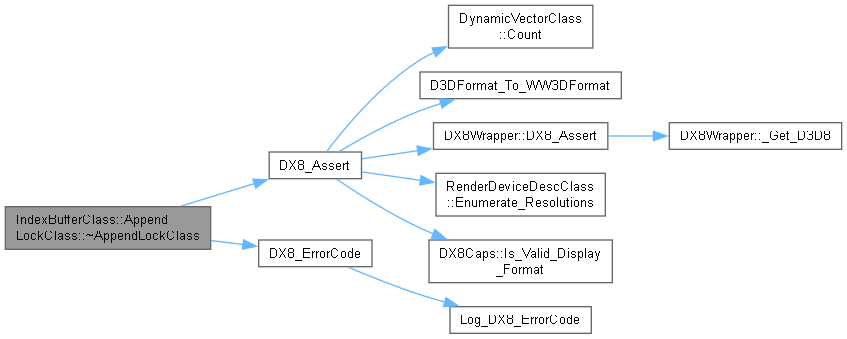 DynamicVectorClass
::Count
D3DFormat_To_WW3DFormat
DX8Wrapper::DX8_Assert
DX8Wrapper::_Get_D3D8
DX8_Assert
RenderDeviceDescClass
::Enumerate_Resolutions
IndexBufferClass::Append
LockClass::~AppendLockClass
DX8_ErrorCode
DX8Caps::Is_Valid_Display
_Format
Log_DX8_ErrorCode